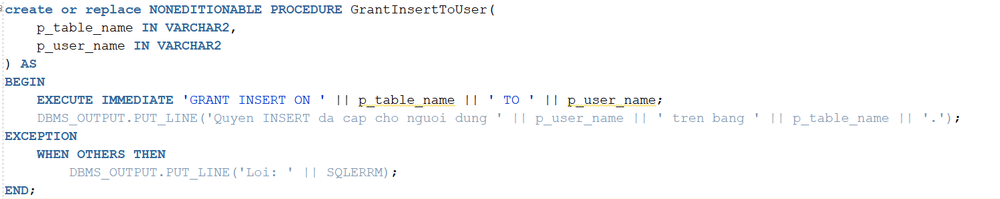 create or replace NONEDITIONABLE PROCEDURE GrantInsertToUser(
    p_table_name IN VARCHAR2,
    p_user_name IN VARCHAR2
) AS
BEGIN
    EXECUTE IMMEDIATE 'GRANT INSERT ON ' || p_table_name || ' TO ' || p_user_name;
    DBMS_OUTPUT.PUT_LINE('Quyen INSERT da cap cho nguoi dung ' || p_user_name || ' tren bang ' || p_table_name || '.');
EXCEPTION
    WHEN OTHERS THEN
        DBMS_OUTPUT.PUT_LINE('Loi: ' || SQLERRM);
END;